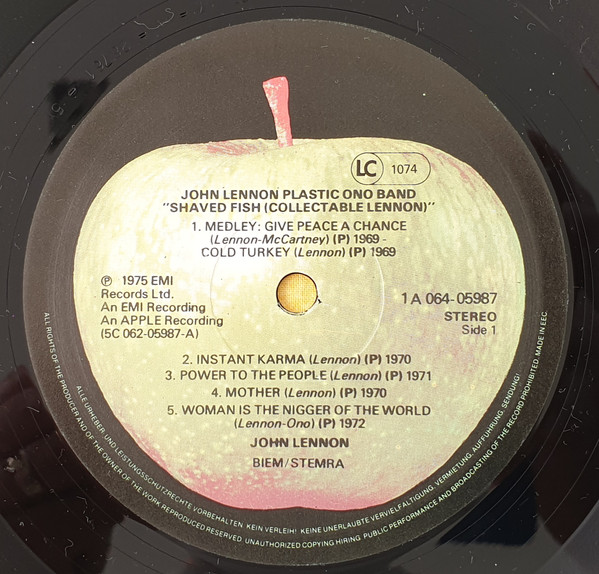 LC 1074
JOHN LENNON PLASTIC ONO BAND
"SHAVED FISH (COLLECTABLE LENNON)"
1. MEDLEY: GIVE PEACE A CHANCE
(Lennon-McCartney) (P) 1969 -
COLD TURKEY (Lennon) (P) 1969
℗ 1975 EMI
Records Ltd.
An EMI Recording
An APPLE Recording
(5C 062-05987-A)
1 A 064-05987
STEREO
Side 1
2. INSTANT KARMA (Lennon) (P) 1970
3. POWER TO THE PEOPLE (Lennon) (P) 1971
4. MOTHER (Lennon) (P) 1970
5. WOMAN IS THE NIGGER OF THE WORLD
(Lennon-Ono) (P) 1972
JOHN LENNON
BIEM/STEMRA
ALLE URHEBER- UND LEISTUNGSSCHUTZRECHTE VORBEHALTEN. KEIN VERLEIH! KEINE UNERLAUBTE VERVIELFÄLTIGUNG, VERMIETUNG, AUFFÜHRUNG, SENDUNG!
ALL RIGHTS OF THE PRODUCER AND OF THE OWNER OF THE WORK REPRODUCED RESERVED. UNAUTHORIZED COPYING HIRING, PUBLIC PERFORMANCE AND BROADCASTING OF THE RECORD PROHIBITED. MADE IN EEC